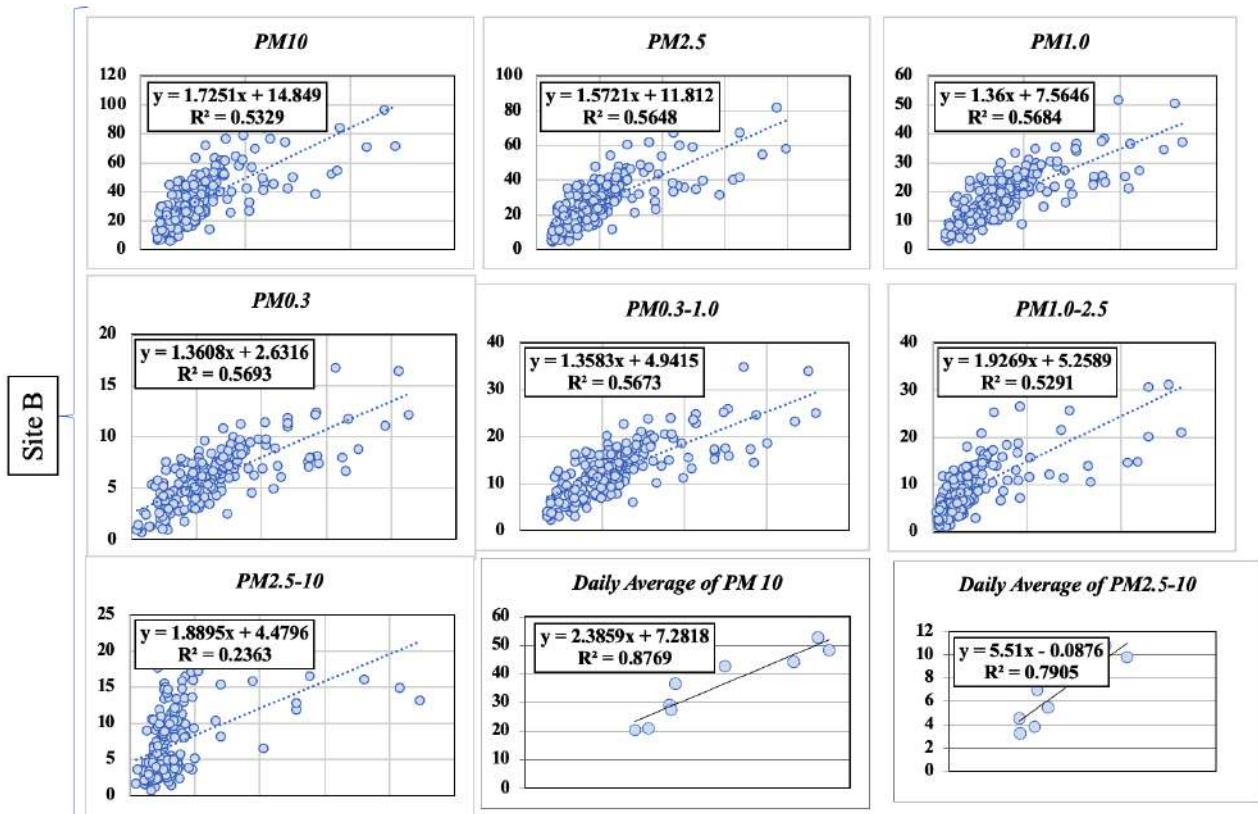 Site B
PM10
120
100
80
60
40
20
0
y = 1.7251x + 14.849
R² = 0.5329
PM2.5
100
80
60
40
20
0
y = 1.5721x + 11.812
R² = 0.5648
PM1.0
60
50
40
30
20
10
0
y = 1.36x + 7.5646
R² = 0.5684
PM0.3
20
15
10
5
0
y = 1.3608x + 2.6316
R² = 0.5693
PM0.3-1.0
40
30
20
10
0
y = 1.3583x + 4.9415
R² = 0.5673
PM1.0-2.5
40
30
20
10
0
y = 1.9269x + 5.2589
R² = 0.5291
PM2.5-10
25
20
15
10
5
0
y = 1.8895x + 4.4796
R² = 0.2363
Daily Average of PM 10
60
50
40
30
20
10
0
y = 2.3859x + 7.2818
R² = 0.8769
Daily Average of PM2.5-10
12
10
8
6
4
2
0
y = 5.51x - 0.0876
R² = 0.7905